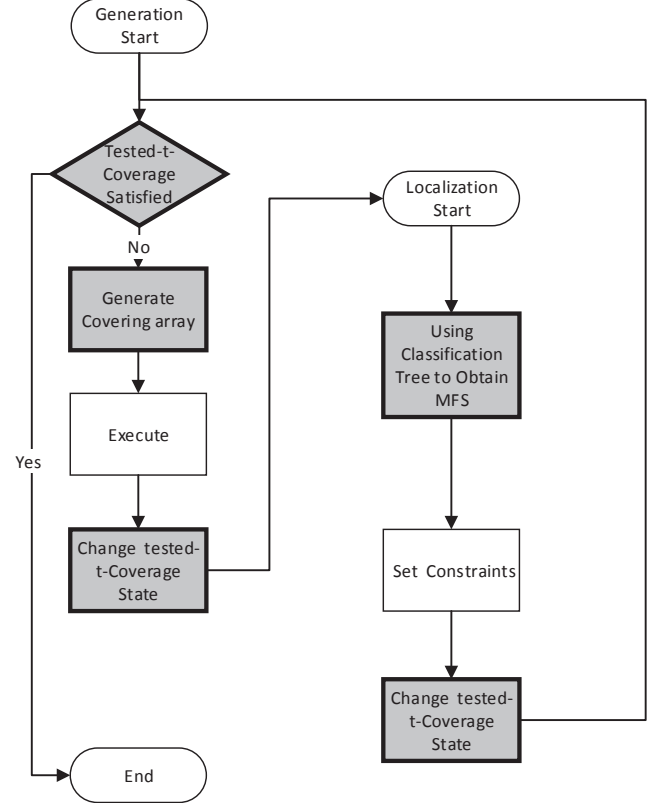 Generation
Start
Tested-t-
Coverage
Satisfied
No
Generate
Covering array
Execute
Yes
Change tested-
t-Coverage
State
End
Localization
Start
Using
Classification
Tree to Obtain
MFS
Set Constraints
Change tested-
t-Coverage
State